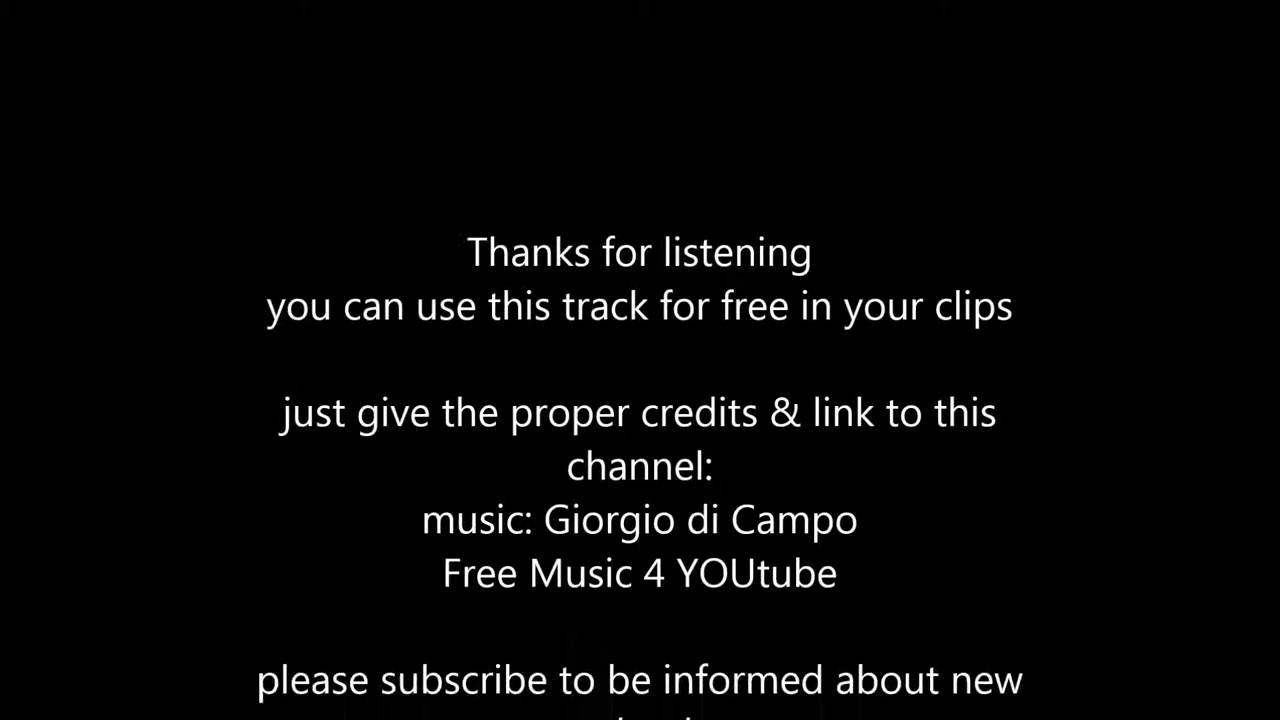 Thanks for listening
you can use this track for free in your clips
just give the proper credits & link to this
channel:
music: Giorgio di Campo
Free Music 4 YOUtube
please subscribe to be informed about new